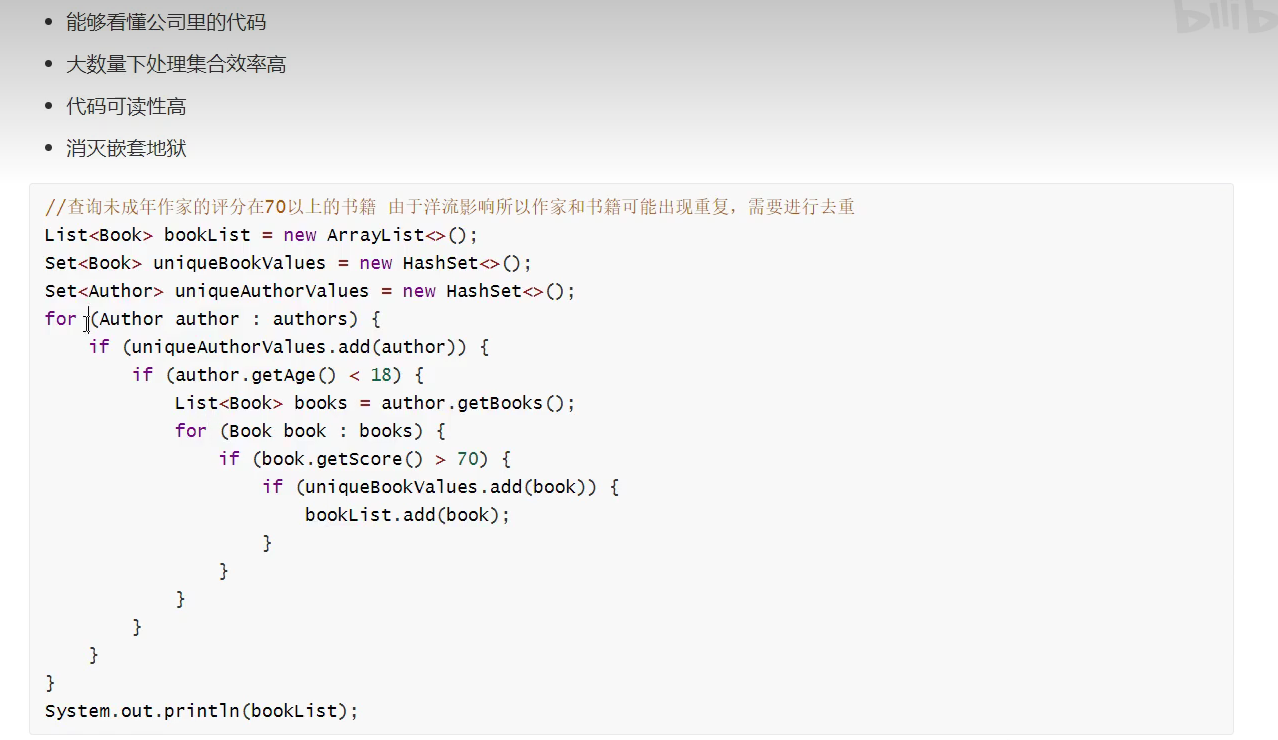 能够看懂公司里的代码
大数量下处理集合效率高
代码可读性高
消灭嵌套地狱
//查询未成年作家的评分在70以上的书籍 由于洋流影响所以作家和书籍可能出现重复，需要进行去重
List<Book> bookList = new ArrayList<>();
Set<Book> uniqueBookValues = new HashSet<>();
Set<Author> uniqueAuthorValues = new HashSet<>();
for (Author author : authors) {
    if (uniqueAuthorValues.add(author)) {
        if (author.getAge() < 18) {
            List<Book> books = author.getBooks();
            for (Book book : books) {
                if (book.getScore() > 70) {
                    if (uniqueBookValues.add(book)) {
                        bookList.add(book);
                    }
                }
            }
        }
    }
}
System.out.println(bookList);